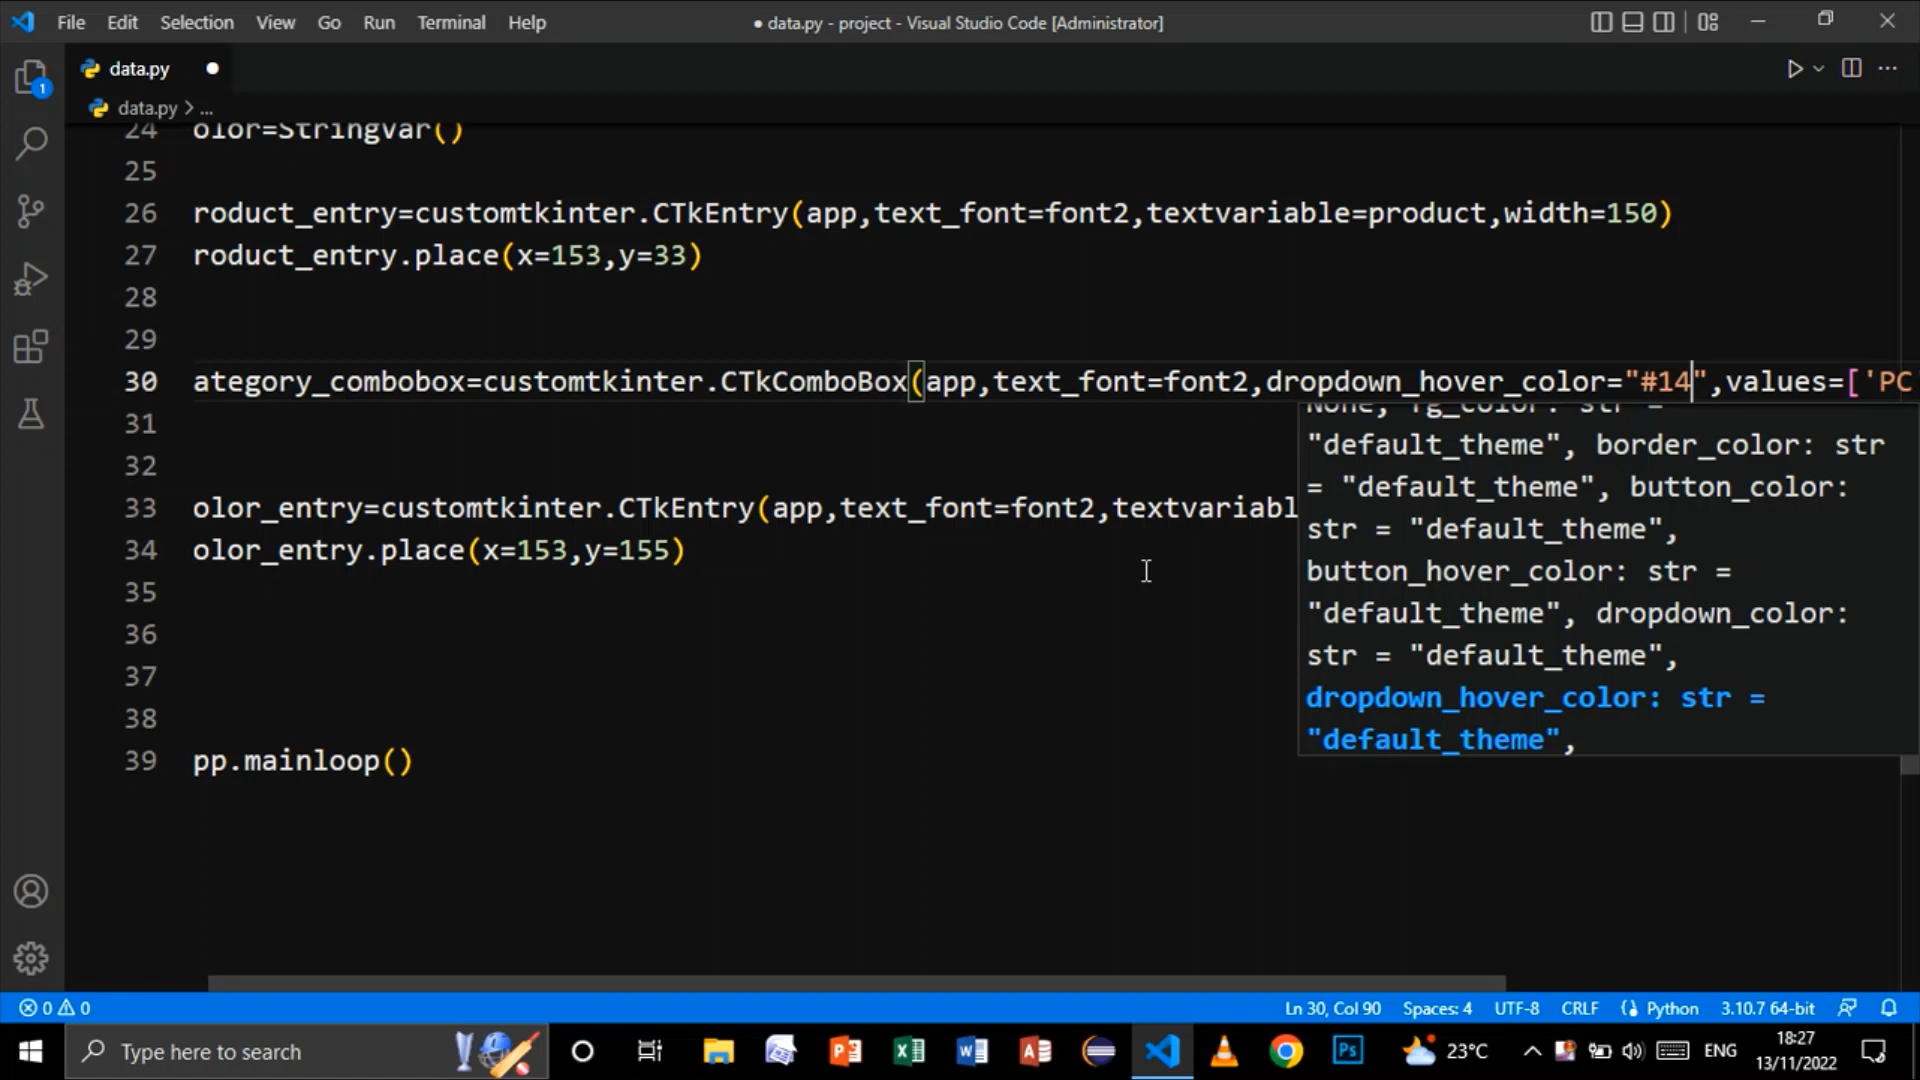 File Edit Selection View Go Run Terminal Help
● data.py - project - Visual Studio Code [Administrator]
data.py
1
data.py > ...
24 olor=StringVar()
25
26 roduct_entry=customtkinter.CTkEntry(app,text_font=font2,textvariable=product,width=150)
27 roduct_entry.place(x=153,y=33)
28
29
30 ategory_combobox=customtkinter.CTkComboBox(app,text_font=font2,dropdown_hover_color="#14",values=['PC'
None, fg_color: str =
"default_theme", border_color: str
= "default_theme", button_color:
str = "default_theme",
button_hover_color: str =
"default_theme", dropdown_color:
str = "default_theme",
dropdown_hover_color: str =
"default_theme",
31
32
33 olor_entry=customtkinter.CTkEntry(app,text_font=font2,textvariabl
34 olor_entry.place(x=153,y=155)
35
36
37
38
39 pp.mainloop()
0 0
Ln 30, Col 90 Spaces: 4 UTF-8 CRLF Python 3.10.7 64-bit
Type here to search
Ps
23°C
ENG
18:27
13/11/2022